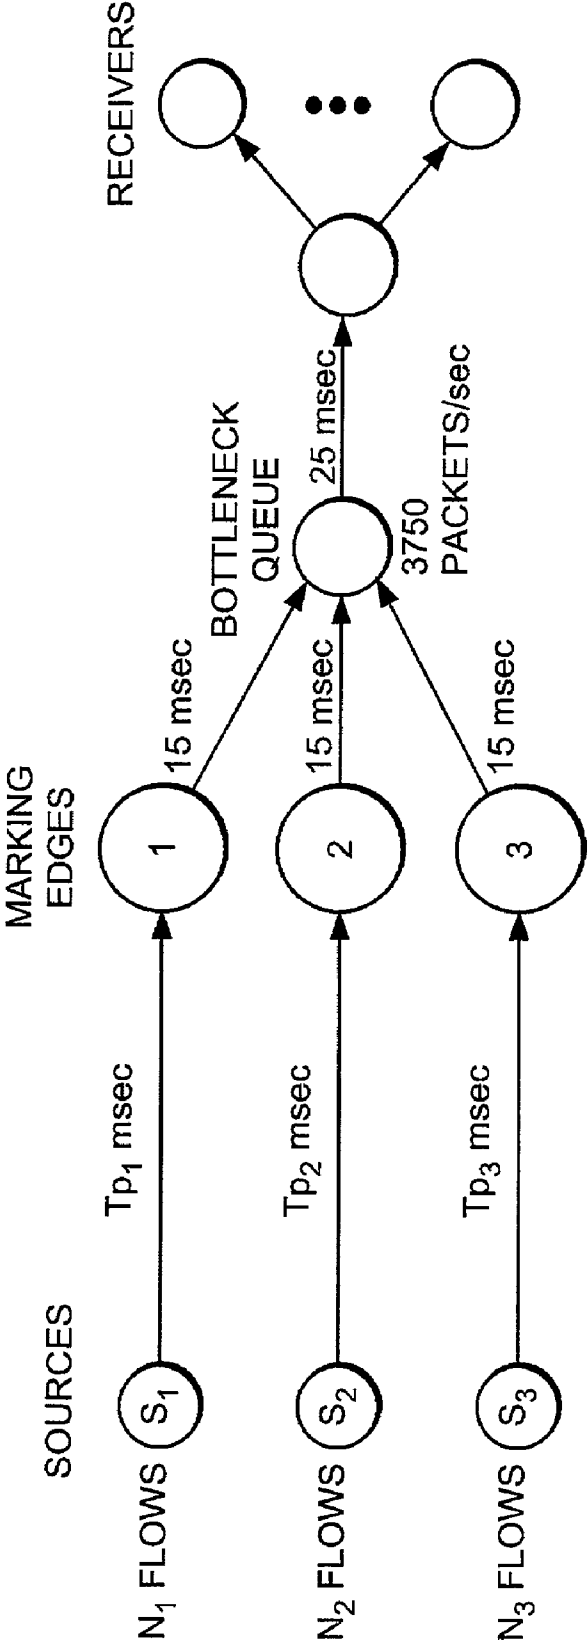 SOURCES
MARKING
EDGES
BOTTLENECK
QUEUE
RECEIVERS
N1 FLOWS
S1
Tp1 msec
1
15 msec
N2 FLOWS
S2
Tp2 msec
2
15 msec
25 msec
3750
PACKETS/sec
N3 FLOWS
S3
Tp3 msec
3
15 msec